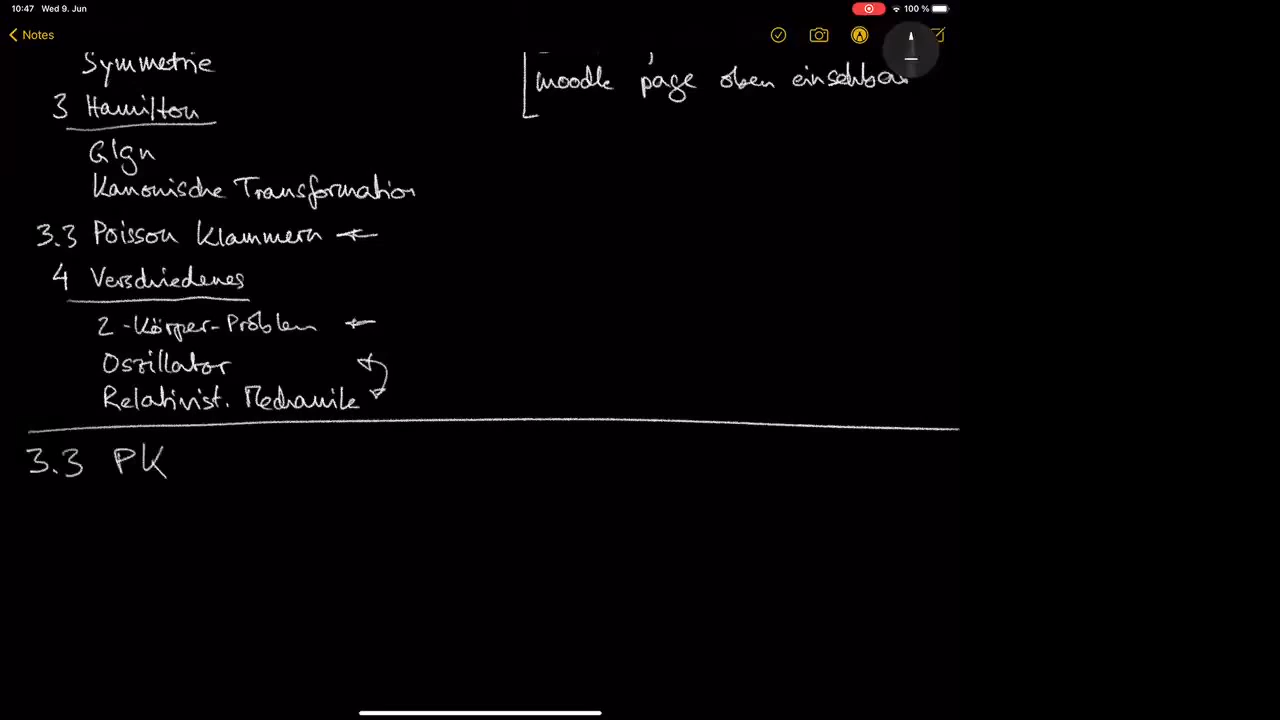 10:47 Wed 9. Jun
100 %
Notes
Symmetrie
moodle page oben einsehbar
3 Hamilton
Glgn
Kanonische Transformation
3.3 Poisson Klammern ←
4 Verschiedenes
2-Körper-Problem ←
Oszillator
Relativist. Mechanik
3.3 PK